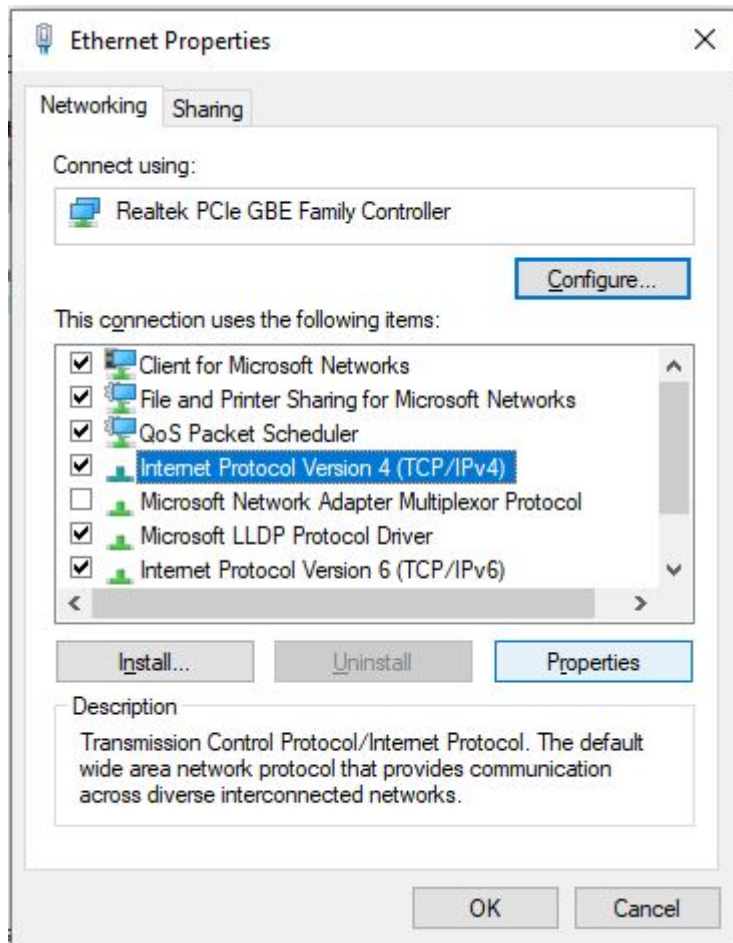 Ethernet Properties
Networking Sharing
Connect using:
Realtek PCIe GBE Family Controller
Configure...
This connection uses the following items:
Client for Microsoft Networks
File and Printer Sharing for Microsoft Networks
QoS Packet Scheduler
Internet Protocol Version 4 (TCP/IPv4)
Microsoft Network Adapter Multiplexor Protocol
Microsoft LLDP Protocol Driver
Internet Protocol Version 6 (TCP/IPv6)
Install... Uninstall Properties
Description
Transmission Control Protocol/Internet Protocol. The default
wide area network protocol that provides communication
across diverse interconnected networks.
OK Cancel